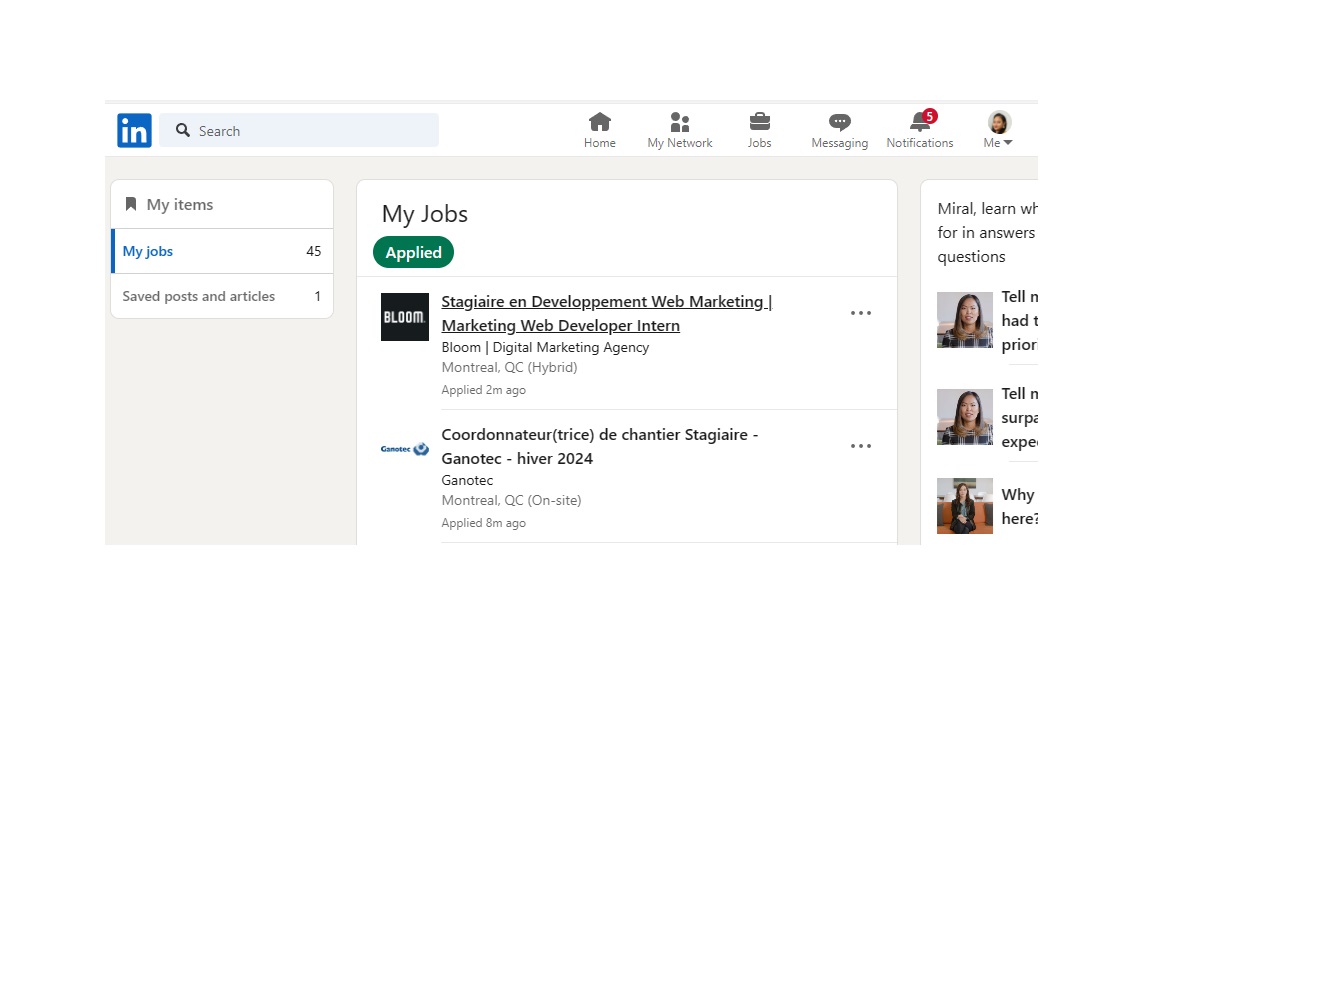 in
Search
Home
My Network
Jobs
Messaging
5
Notifications
Me
My items
My jobs 45
Saved posts and articles 1
My Jobs
Applied
BLOOM.
Stagiaire en Developpement Web Marketing |
Marketing Web Developer Intern
Bloom | Digital Marketing Agency
Montreal, QC (Hybrid)
Applied 2m ago
Ganotec
Coordonnateur(trice) de chantier Stagiaire -
Ganotec - hiver 2024
Ganotec
Montreal, QC (On-site)
Applied 8m ago
Miral, learn wh
for in answers
questions
Tell m
had t
prior
Tell m
surpa
expe
Why
here?